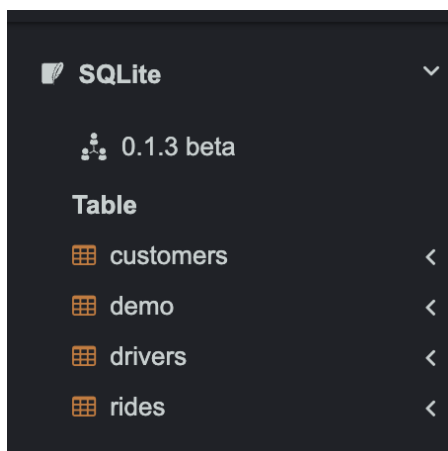 SQLite
0.1.3 beta
Table
customers
demo
drivers
rides